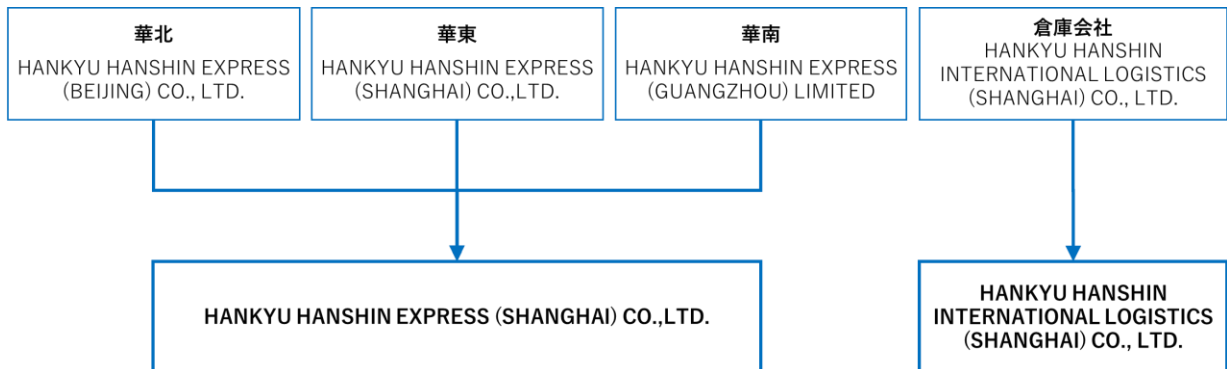 華北
HANKYU HANSHIN EXPRESS
(BEIJING) CO., LTD.
華東
HANKYU HANSHIN EXPRESS
(SHANGHAI) CO.,LTD.
華南
HANKYU HANSHIN EXPRESS
(GUANGZHOU) LIMITED
倉庫会社
HANKYU HANSHIN
INTERNATIONAL LOGISTICS
(SHANGHAI) CO., LTD.
HANKYU HANSHIN EXPRESS (SHANGHAI) CO.,LTD.
HANKYU HANSHIN
INTERNATIONAL LOGISTICS
(SHANGHAI) CO., LTD.